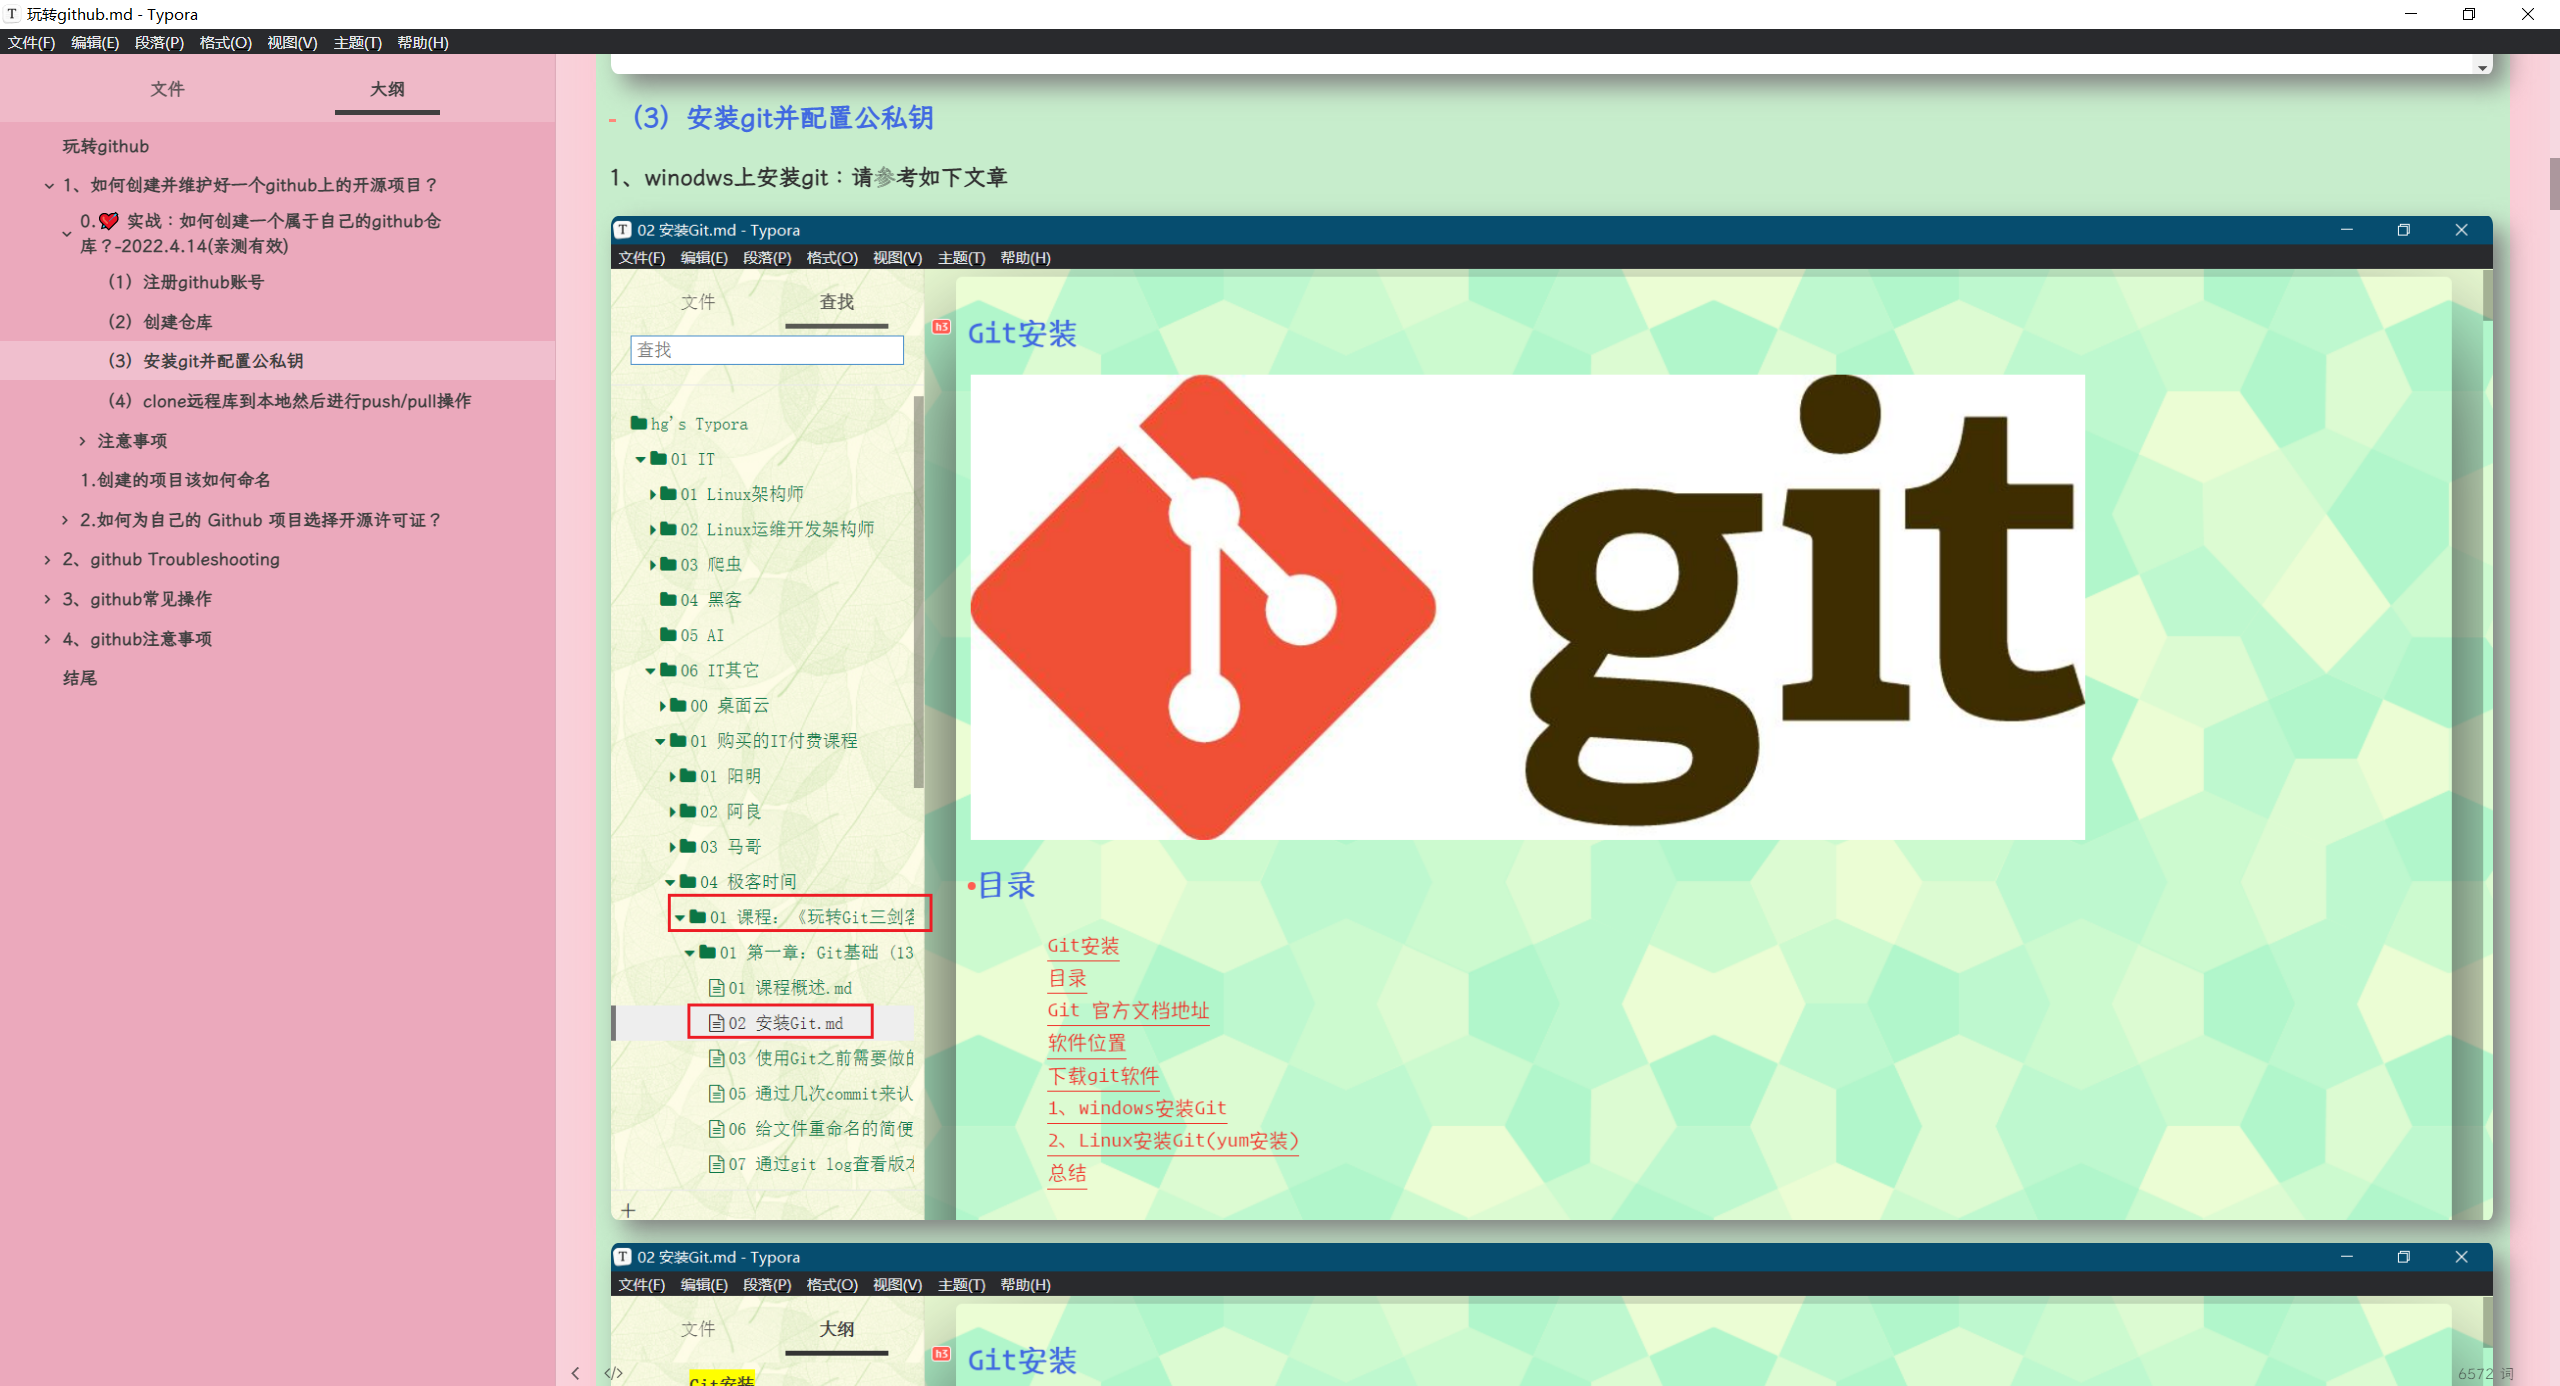 玩转github.md - Typora
文件(F) 编辑(E) 段落(P) 格式(O) 视图(V) 主题(T) 帮助(H)
文件 大纲
玩转github
1、如何创建并维护好一个github上的开源项目？
0.💘 实战：如何创建一个属于自己的github仓
库？-2022.4.14(亲测有效)
（1）注册github账号
（2）创建仓库
（3）安装git并配置公私钥
（4）clone远程库到本地然后进行push/pull操作
注意事项
1.创建的项目该如何命名
2.如何为自己的 Github 项目选择开源许可证？
2、github Troubleshooting
3、github常见操作
4、github注意事项
结尾
- （3）安装git并配置公私钥
1、winodws上安装git：请参考如下文章
02 安装Git.md - Typora
文件(F) 编辑(E) 段落(P) 格式(O) 视图(V) 主题(T) 帮助(H)
文件 查找
查找
hg's Typora
01 IT
01 Linux架构师
02 Linux运维开发架构师
03 爬虫
04 黑客
05 AI
06 IT其它
00 桌面云
01 购买的IT付费课程
01 阳明
02 阿良
03 马哥
04 极客时间
01 课程：《玩转Git三剑客
01 第一章：Git基础（13
01 课程概述.md
02 安装Git.md
03 使用Git之前需要做的
05 通过几次commit来认
06 给文件重命名的简便
07 通过git log查看版本
h3 Git安装
git
目录
Git安装
目录
Git 官方文档地址
软件位置
下载git软件
1、windows安装Git
2、Linux安装Git(yum安装)
总结
02 安装Git.md - Typora
文件(F) 编辑(E) 段落(P) 格式(O) 视图(V) 主题(T) 帮助(H)
文件 大纲
Git安装
h3 Git安装
6572 词